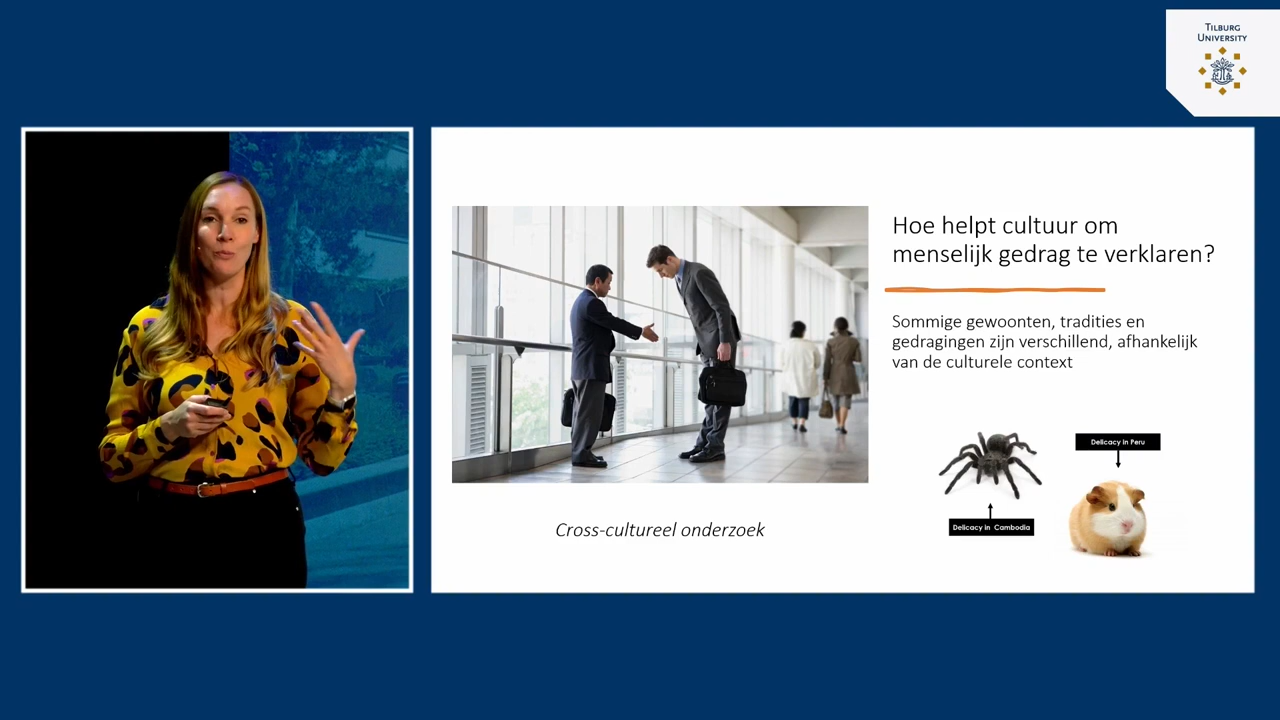 TILBURG
UNIVERSITY
Hoe helpt cultuur om
menselijk gedrag te verklaren?
Sommige gewoonten, tradities en
gedragingen zijn verschillend, afhankelijk
van de culturele context
Delicacy in Peru
Delicacy in Cambodia
Cross-cultureel onderzoek